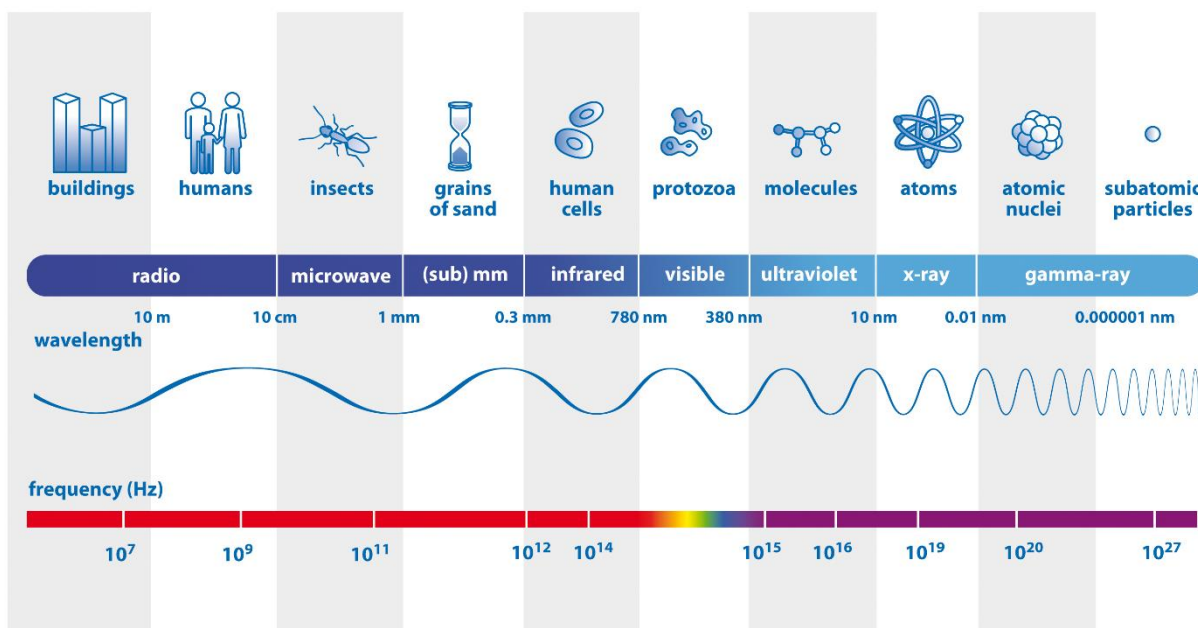 buildings
humans
insects
grains
of sand
human
cells
protozoa
molecules
atoms
atomic
nuclei
subatomic
particles
radio
microwave
(sub) mm
infrared
visible
ultraviolet
x-ray
gamma-ray
10 m
10 cm
1 mm
0.3 mm
780 nm
380 nm
10 nm
0.01 nm
0.000001 nm
wavelength
frequency (Hz)
10⁷
10⁹
10¹¹
10¹²
10¹⁴
10¹⁵
10¹⁶
10¹⁹
10²⁰
10²⁷